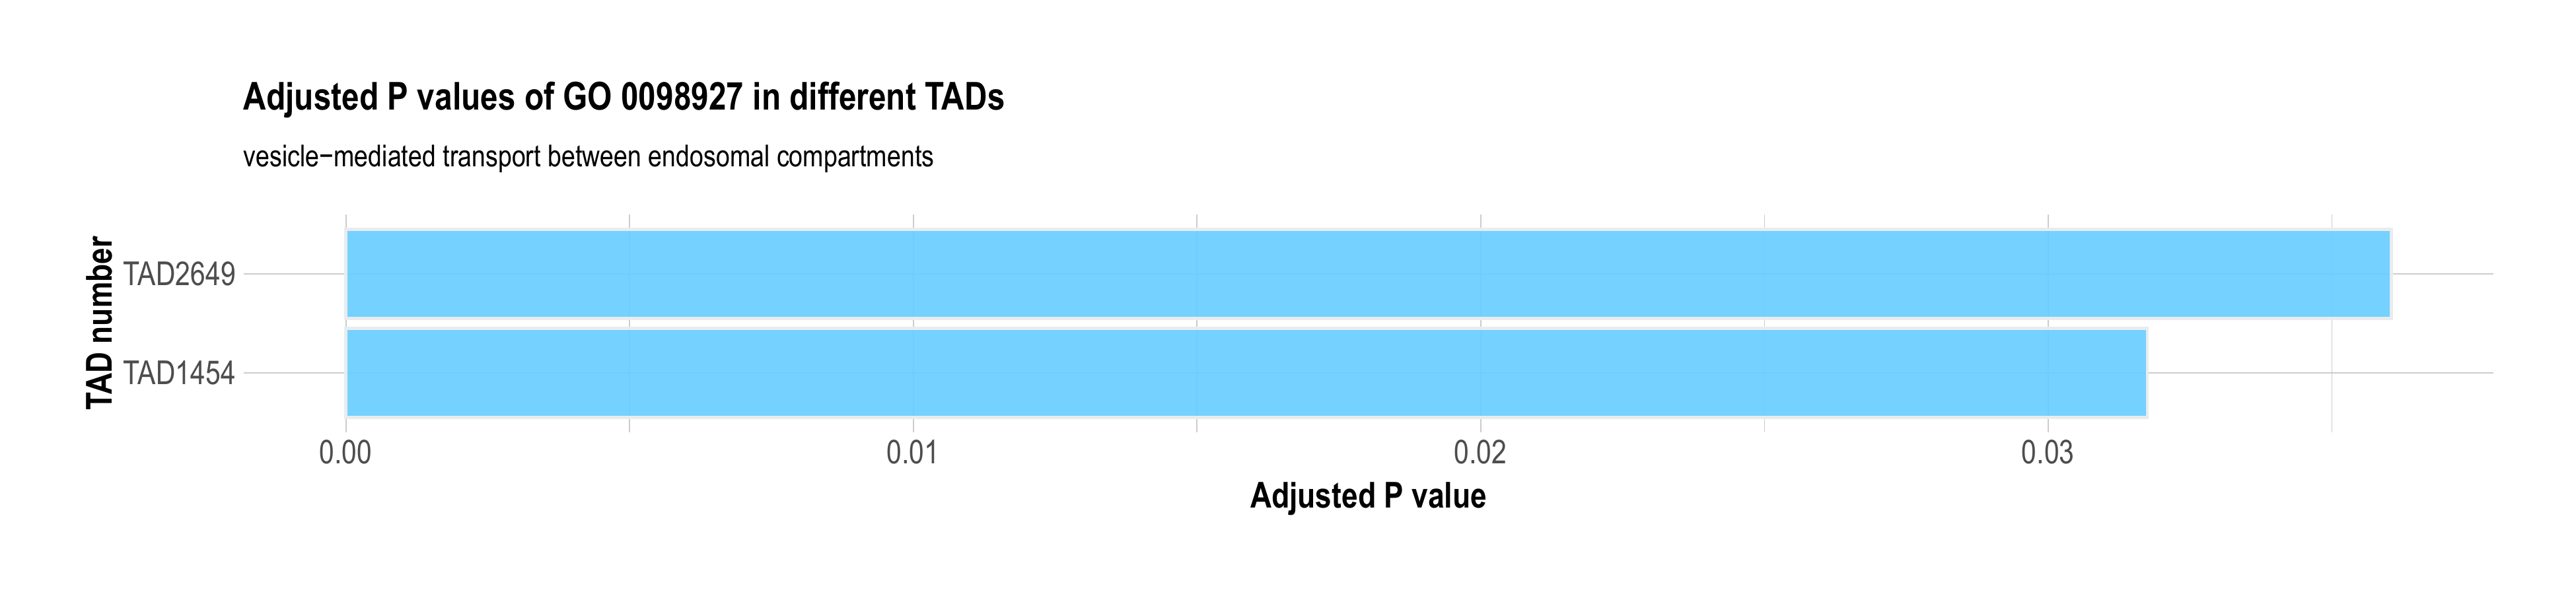 Adjusted P values of GO 0098927 in different TADs
vesicle−mediated transport between endosomal compartments
TAD number
TAD2649
TAD1454
0.00 0.01 0.02 0.03
Adjusted P value